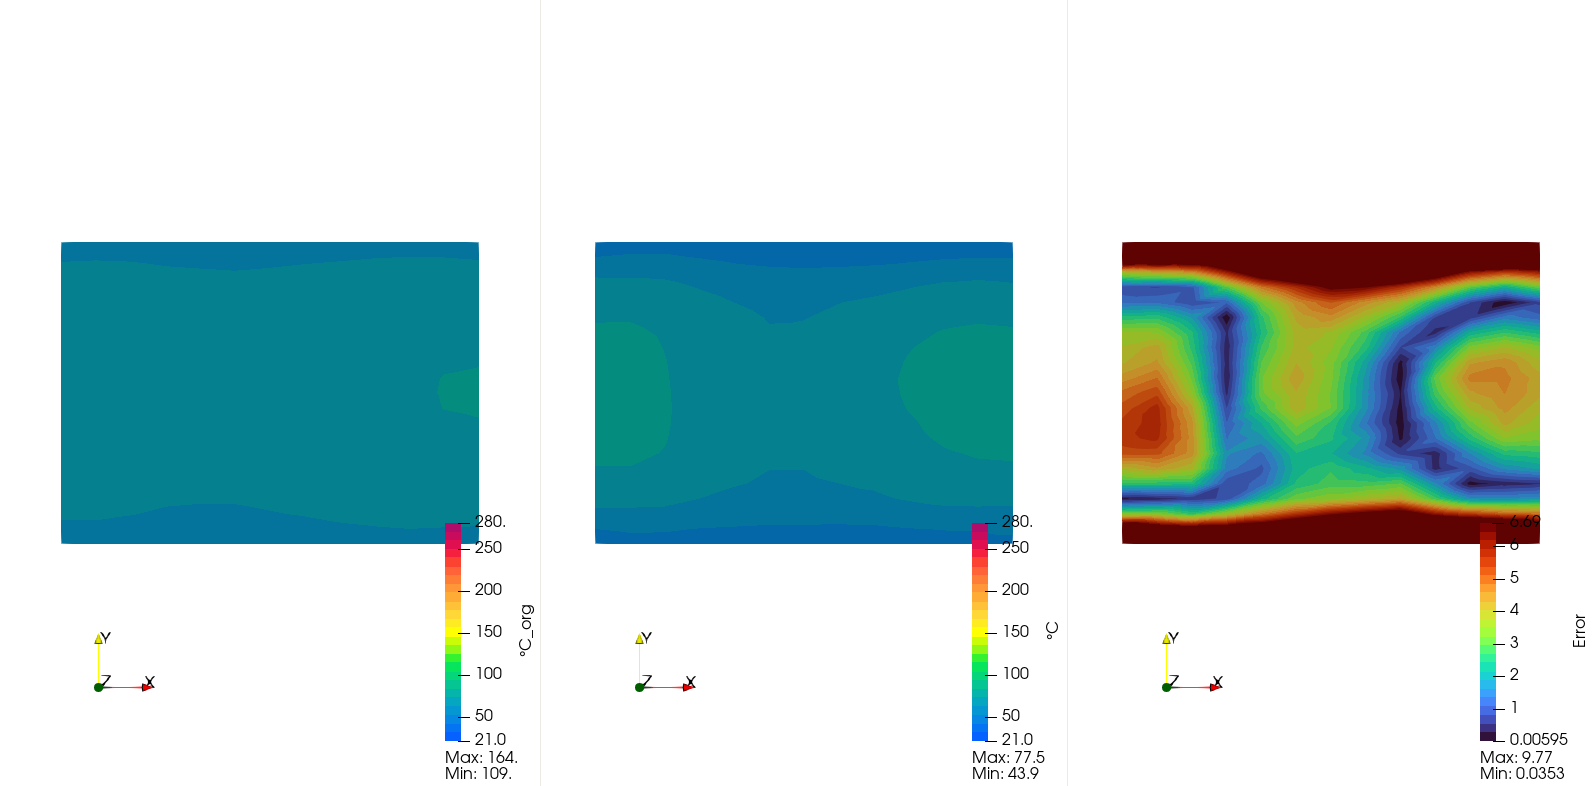 280.
250
200
150
100
50
21.0
°C_org
Max: 164.
Min: 109.
Y
Z
X
280.
250
200
150
100
50
21.0
°C
Max: 77.5
Min: 43.9
Y
Z
X
6.69
6
5
4
3
2
1
0.00595
Error
Max: 9.77
Min: 0.0353
Y
Z
X